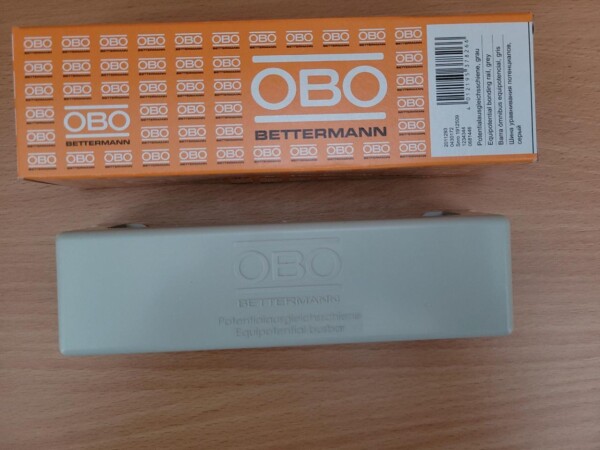 OBO
BETTERMANN
OBO
BETTERMANN
Potentialausgleichsschiene, grau
Equipotential bonding rail, grey
Barra ómnibus equipotencial, gris
Шина уравнивания потенциалов,
серый
OBO
BETTERMANN
Potentialausgleichsschiene
Equipotential busbar